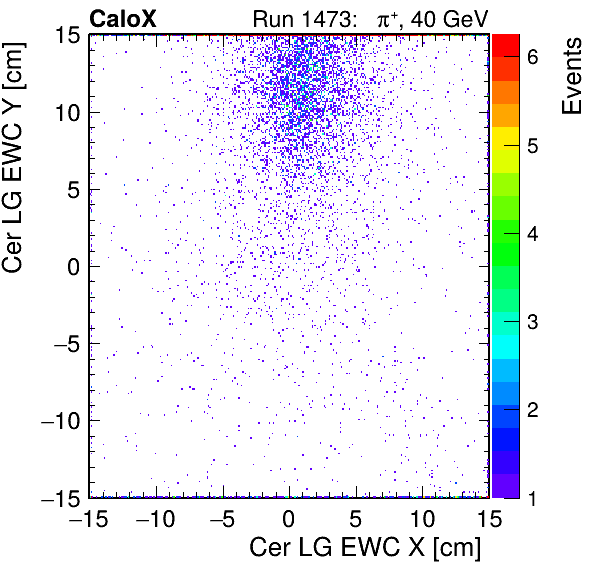 CaloX Run 1473: π⁺, 40 GeV
Events
Cer LG EWC Y [cm]
15
10
5
0
−5
−10
−15
6
5
4
3
2
1
−15 −10 −5 0 5 10 15
Cer LG EWC X [cm]